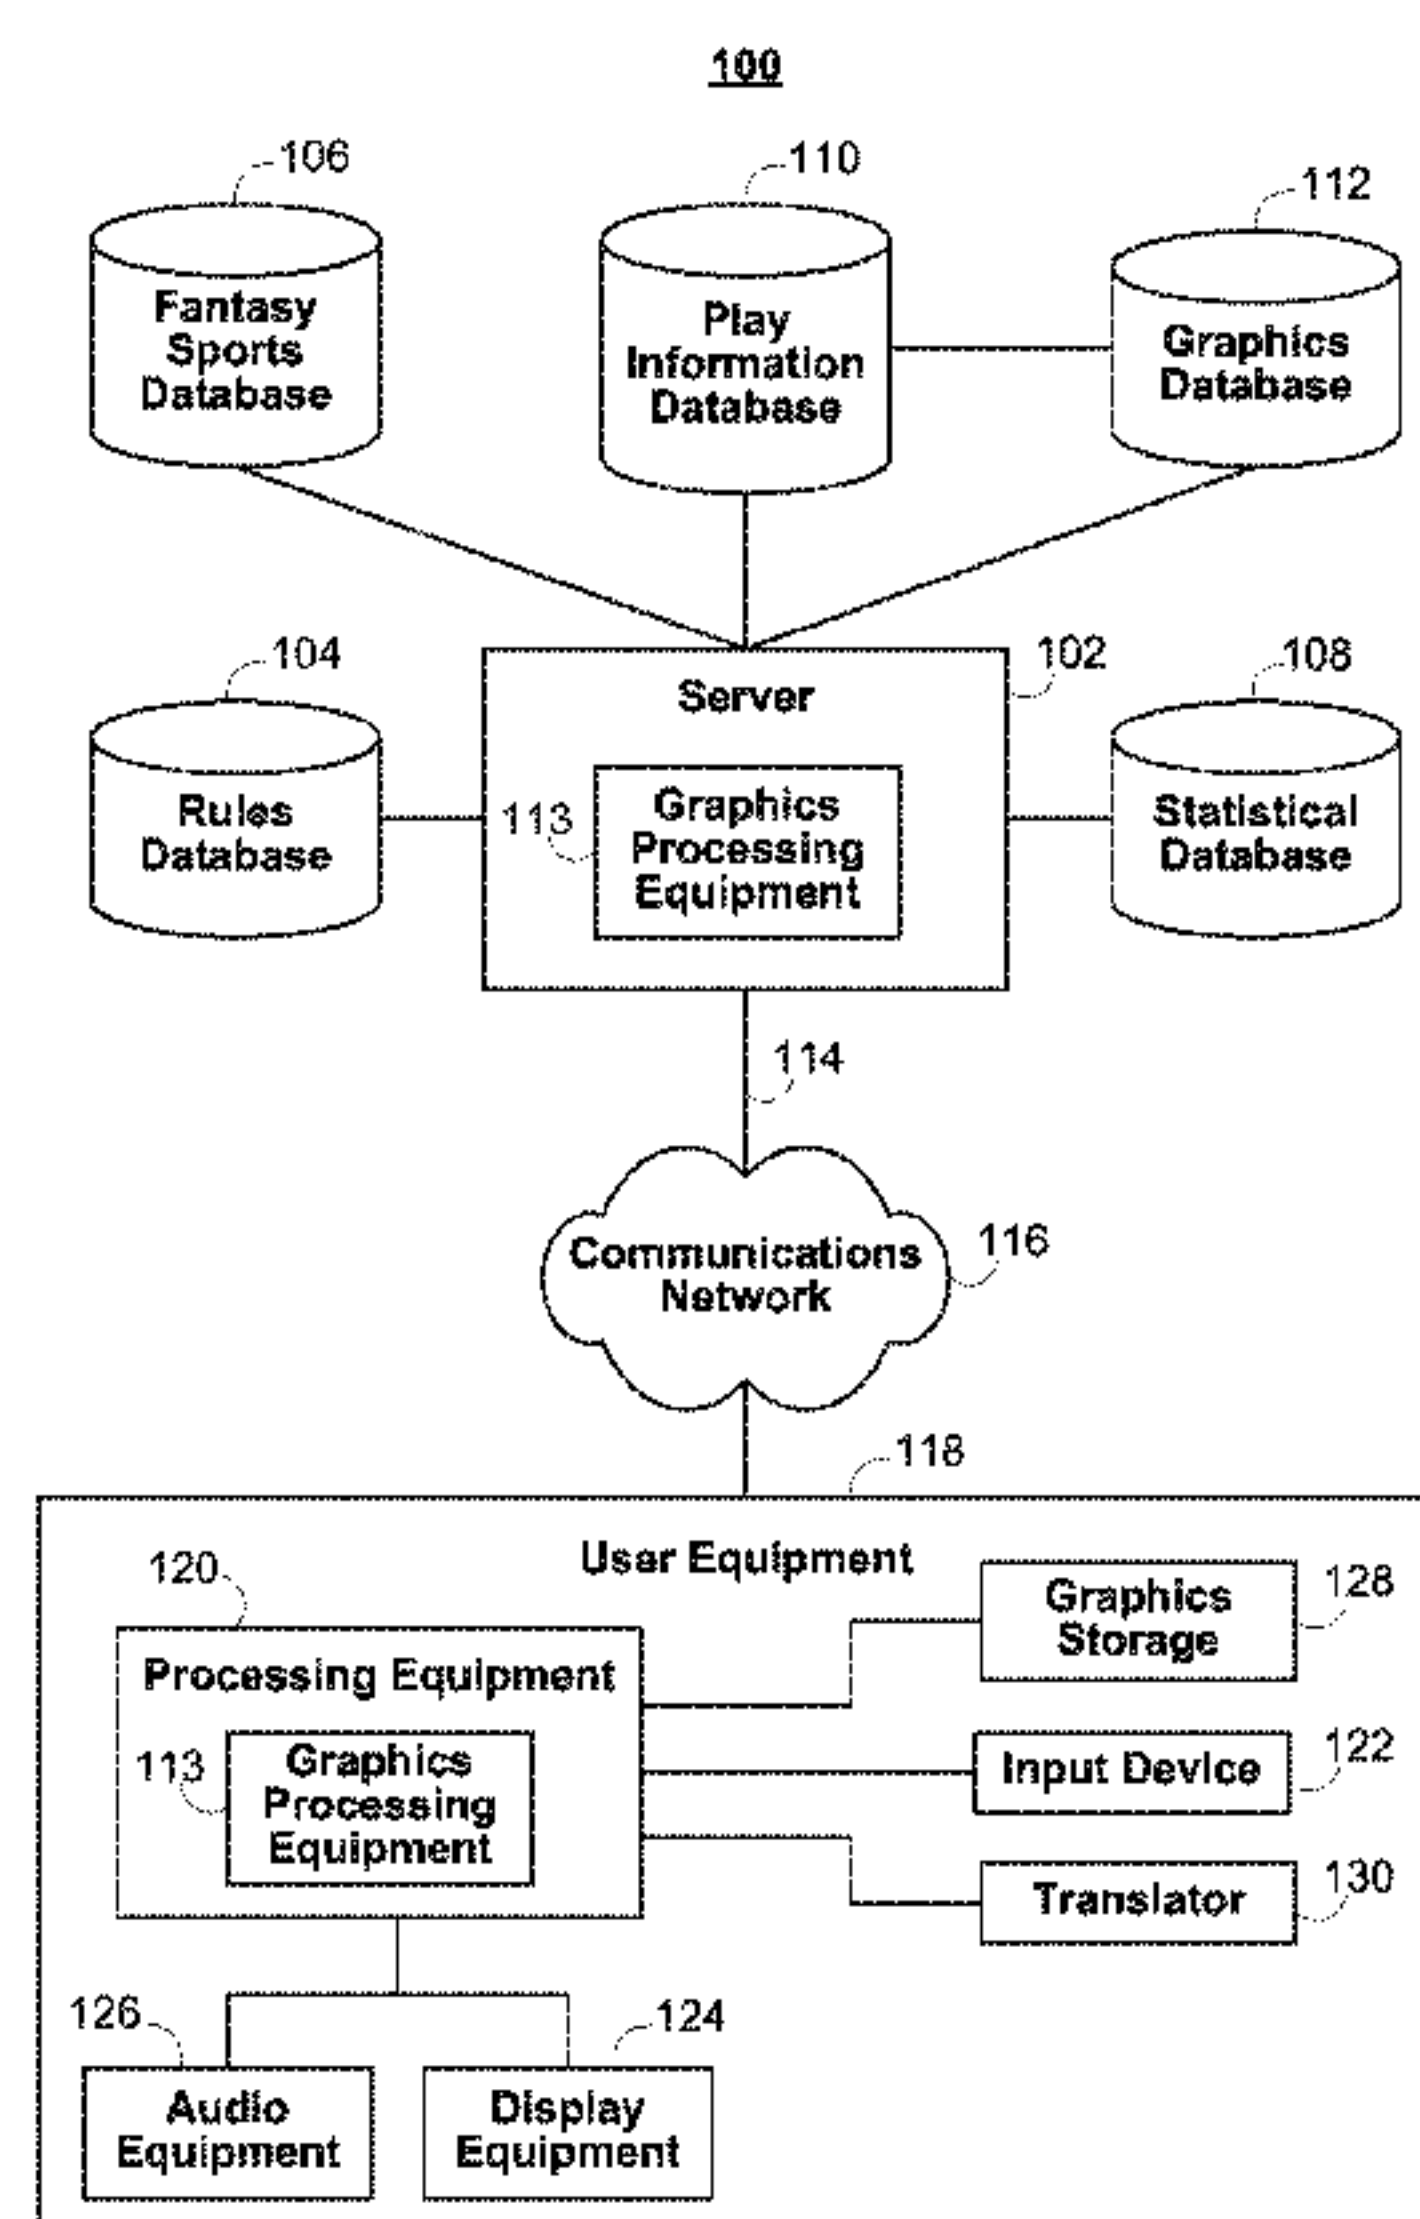 100
106
110
112
Fantasy
Sports
Database
Play
Information
Database
Graphics
Database
104
102
108
Server
Rules
Database
113
Graphics
Processing
Equipment
Statistical
Database
114
Communications
Network
116
118
User Equipment
120
Processing Equipment
113
Graphics
Processing
Equipment
Graphics
Storage
128
Input Device
122
Translator
130
126
124
Audio
Equipment
Display
Equipment